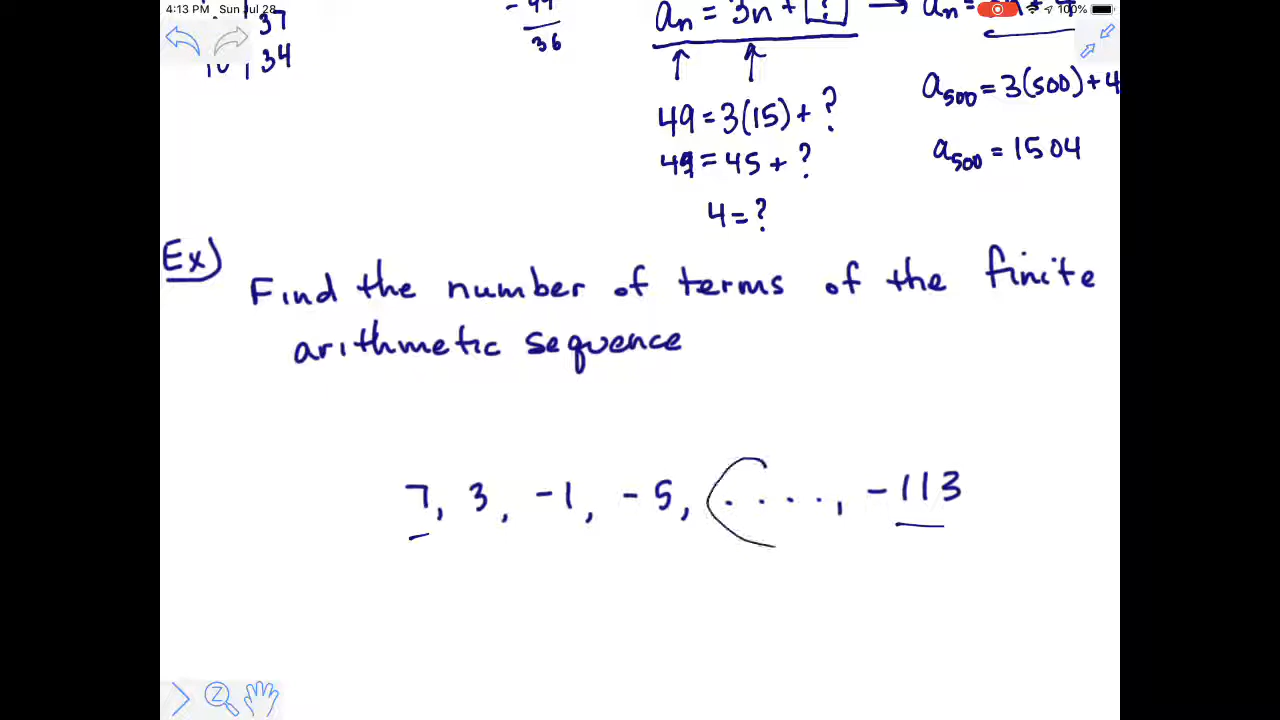 4:13 PM Sun Jul 28
100%
37
34
36
an = 3n + ?
49 = 3(15) + ?
49 = 45 + ?
4 = ?
a500 = 3(500) + 4
a500 = 1504
Ex)
Find the number of terms of the finite
arithmetic sequence
7, 3, -1, -5, ...., -113
Z